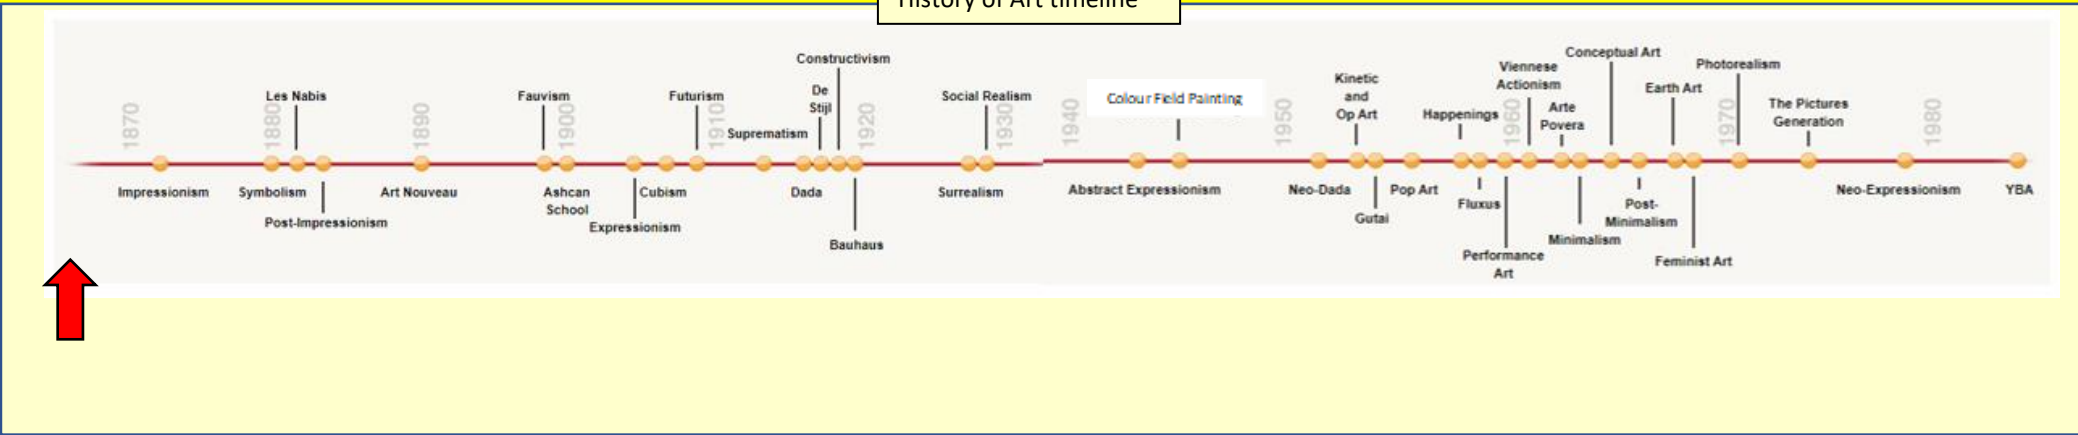 History of Art timeline
Constructivism
Conceptual Art
Photorealism
Viennese
Actionism
Kinetic
and
Op Art
De
Stijl
Les Nabis
Fauvism
Futurism
Social Realism
Colour Field Painting
Happenings
Arte
Povera
Earth Art
The Pictures
Generation
Suprematism
1870
1880
1890
1900
1910
1920
1930
1940
1950
1960
1970
1980
Impressionism
Symbolism
Post-Impressionism
Art Nouveau
Ashcan
School
Expressionism
Cubism
Dada
Bauhaus
Surrealism
Abstract Expressionism
Neo-Dada
Gutai
Pop Art
Fluxus
Performance
Art
Minimalism
Post-
Minimalism
Feminist Art
Neo-Expressionism
YBA